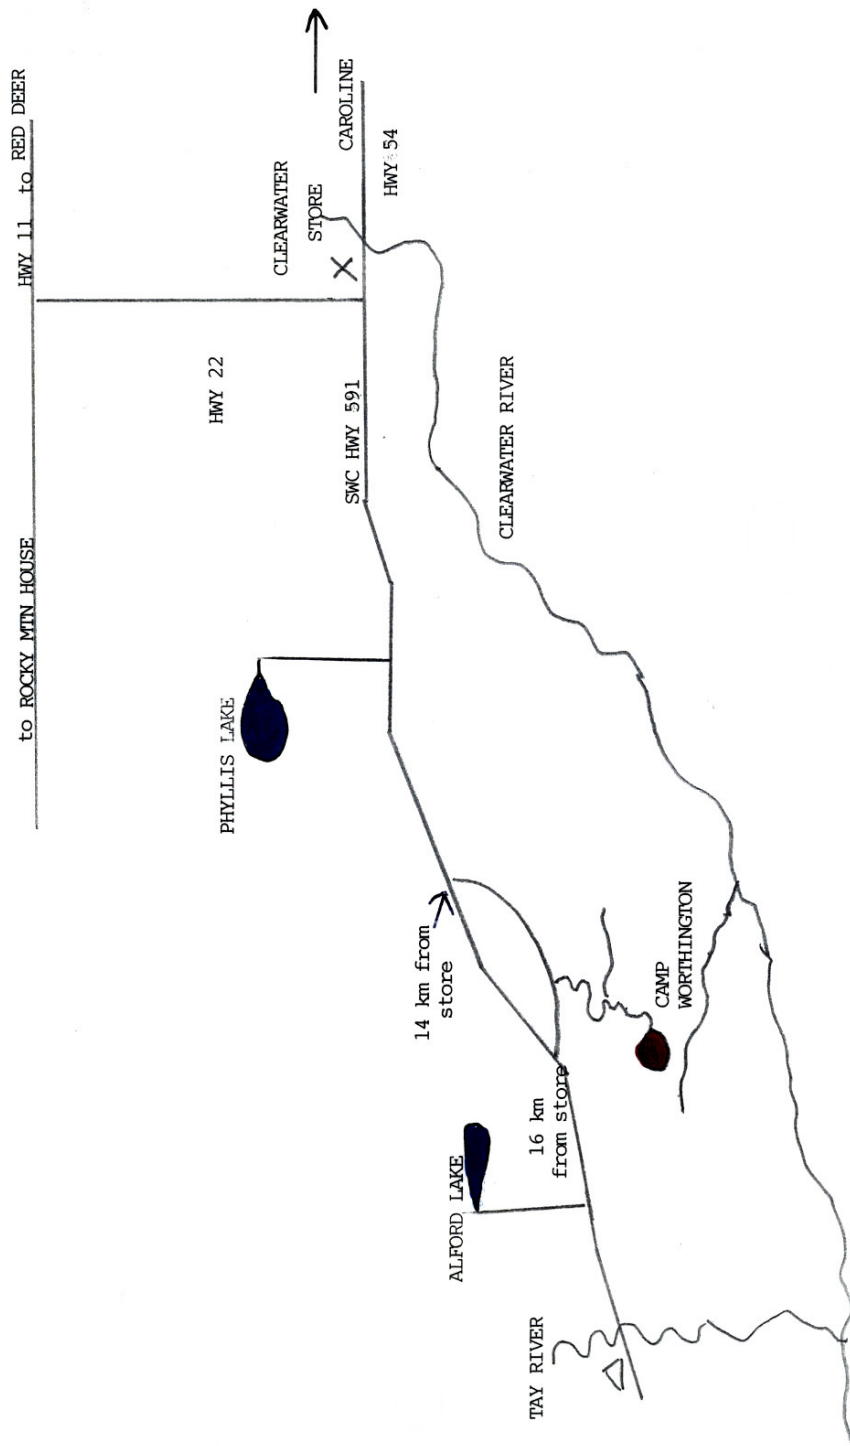 to ROCKY MTN HOUSE
HWY 11 to RED DEER
HWY 22
CLEARWATER
STORE
X
CAROLINE
SWC HWY 591
HWY 54
PHYLLIS LAKE
CLEARWATER RIVER
14 km from
store
CAMP
WORTHINGTON
ALFORD LAKE
16 km
from store
TAY RIVER